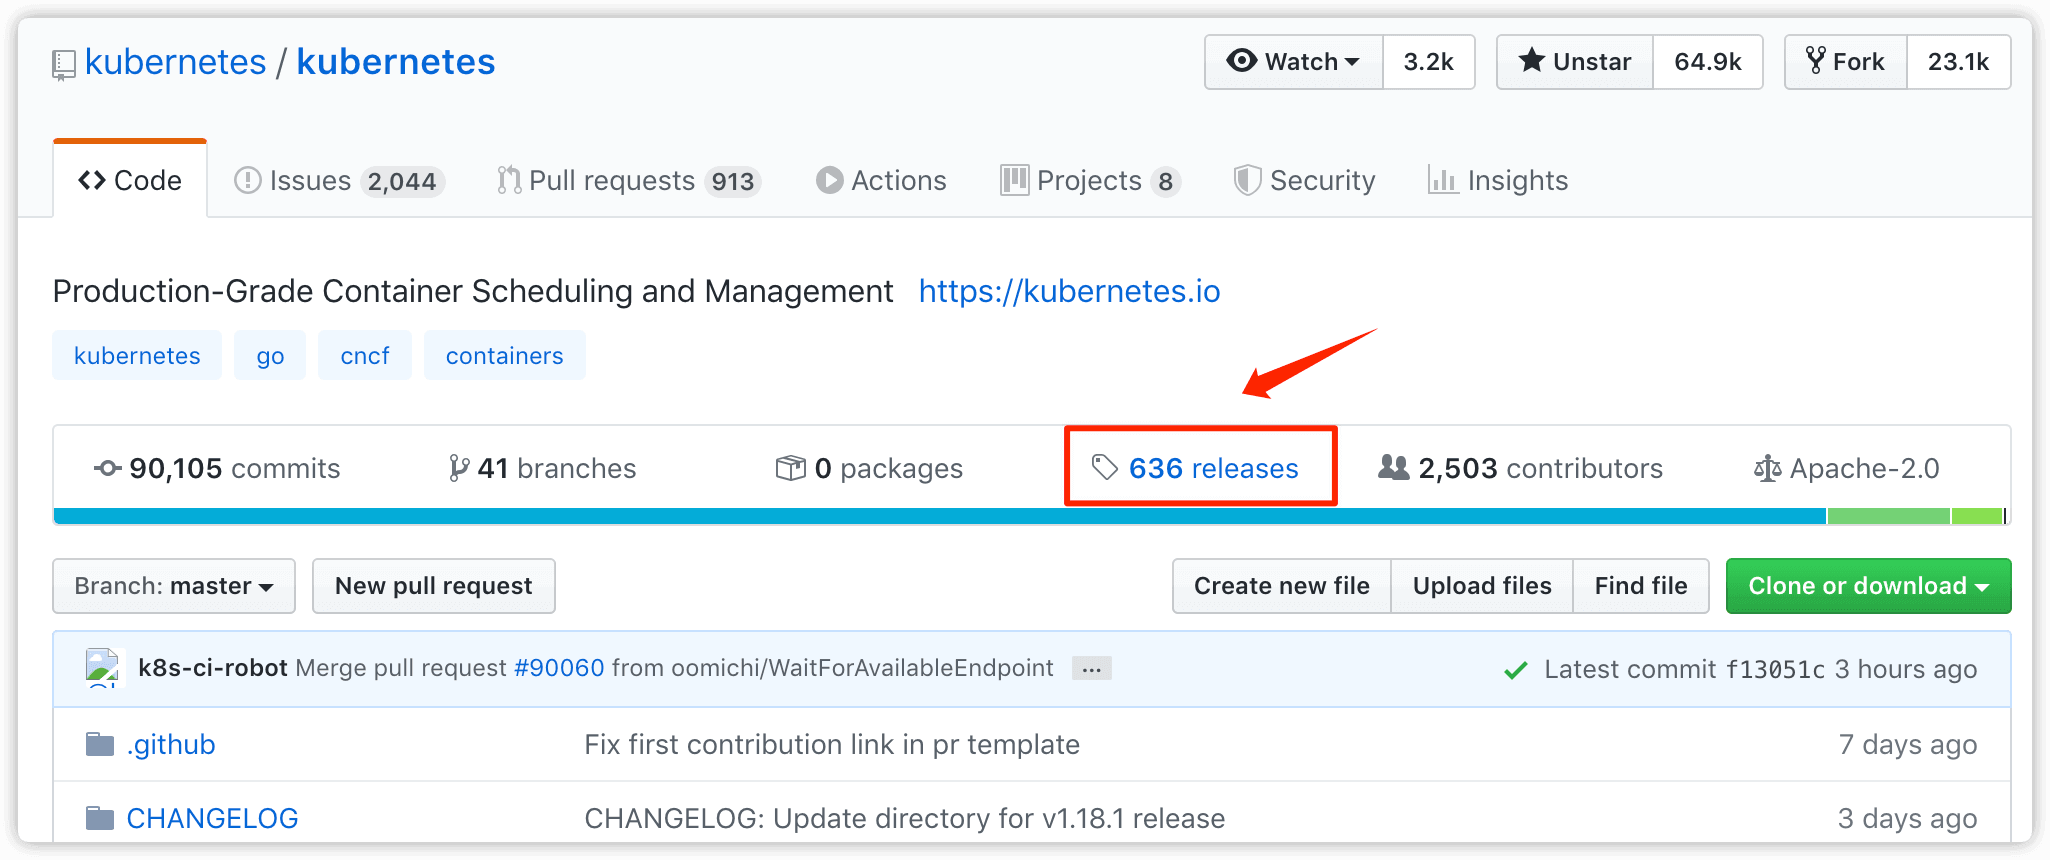 kubernetes / kubernetes
Watch 3.2k Unstar 64.9k Fork 23.1k
Code Issues 2,044 Pull requests 913 Actions Projects 8 Security Insights
Production-Grade Container Scheduling and Management https://kubernetes.io
kubernetes go cncf containers
90,105 commits 41 branches 0 packages 636 releases 2,503 contributors Apache-2.0
Branch: master New pull request Create new file Upload files Find file Clone or download
k8s-ci-robot Merge pull request #90060 from oomichi/WaitForAvailableEndpoint ... Latest commit f13051c 3 hours ago
.github Fix first contribution link in pr template 7 days ago
CHANGELOG CHANGELOG: Update directory for v1.18.1 release 3 days ago